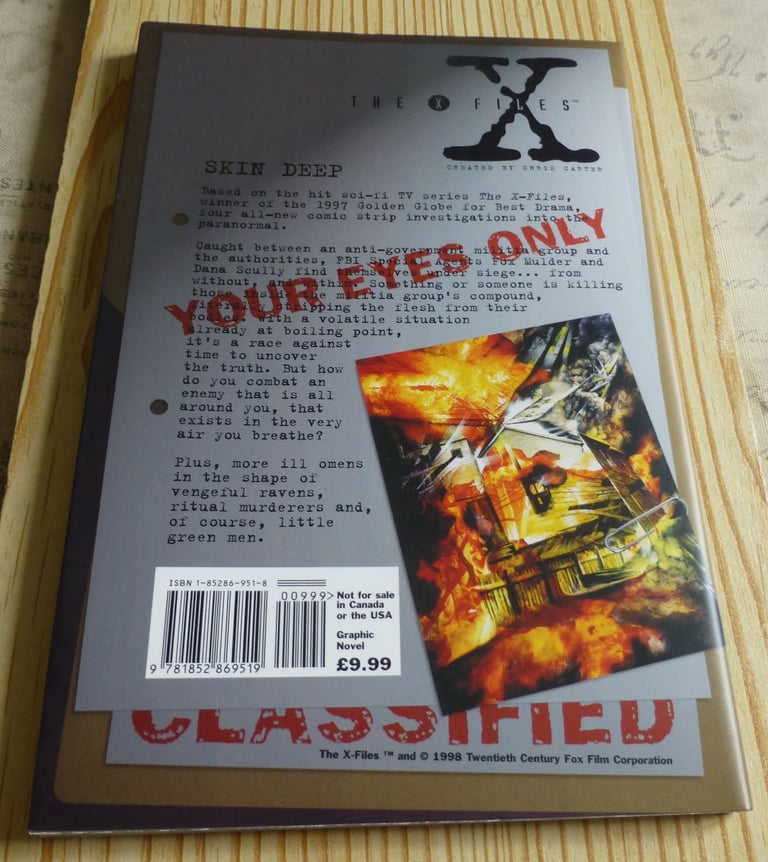 THE X FILES™
X
CREATED BY CHRIS CARTER
SKIN DEEP
Based on the hit sci-fi TV series The X-Files,
winner of the 1997 Golden Globe for Best Drama,
four all-new comic strip investigations into the
paranormal.
Caught between an anti-government militia group and
the authorities, FBI Special Agents Fox Mulder and
Dana Scully find themselves under siege... from
without, and within. Something or someone is killing
those inside the militia group's compound,
literally stripping the flesh from their
bodies. With a volatile situation
already at boiling point,
it's a race against
time to uncover
the truth. But how
do you combat an
enemy that is all
around you, that
exists in the very
air you breathe?
YOUR EYES ONLY
Plus, more ill omens
in the shape of
vengeful ravens,
ritual murderers and,
of course, little
green men.
ISBN 1-85286-951-8
00999>
9 781852 869519
Not for sale
in Canada
or the USA
Graphic
Novel
£9.99
CLASSIFIED
The X-Files ™ and © 1998 Twentieth Century Fox Film Corporation